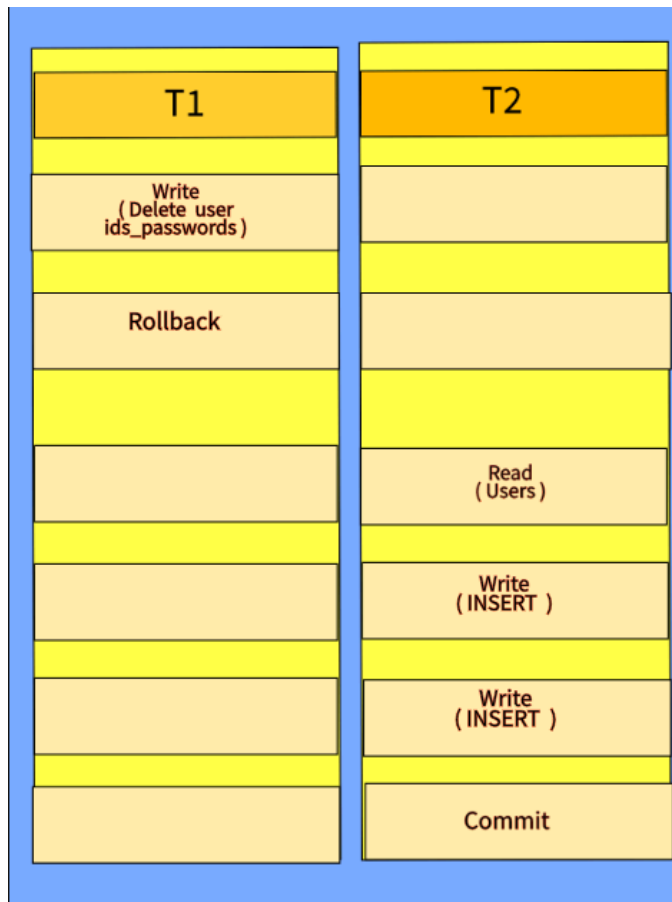 T1
T2
Write
( Delete user
ids_passwords )
Rollback
Read
( Users )
Write
( INSERT )
Write
( INSERT )
Commit